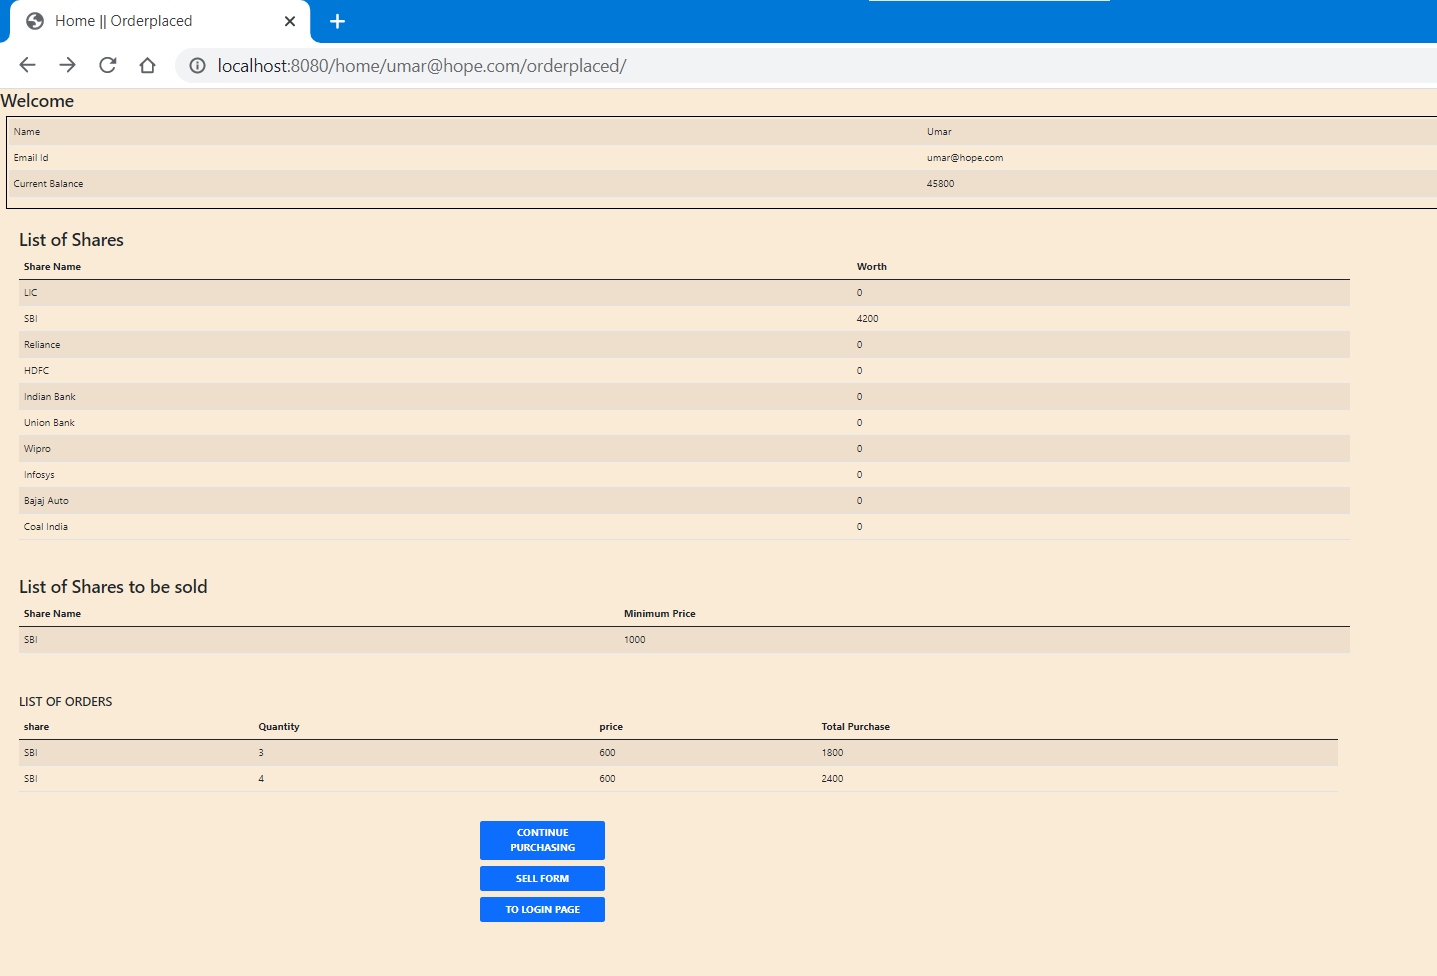 Home || Orderplaced
localhost:8080/home/umar@hope.com/orderplaced/
Welcome
Name Umar
Email Id umar@hope.com
Current Balance 45800
List of Shares
Share Name Worth
LIC 0
SBI 4200
Reliance 0
HDFC 0
Indian Bank 0
Union Bank 0
Wipro 0
Infosys 0
Bajaj Auto 0
Coal India 0
List of Shares to be sold
Share Name Minimum Price
SBI 1000
LIST OF ORDERS
share Quantity price Total Purchase
SBI 3 600 1800
SBI 4 600 2400
CONTINUE
PURCHASING
SELL FORM
TO LOGIN PAGE